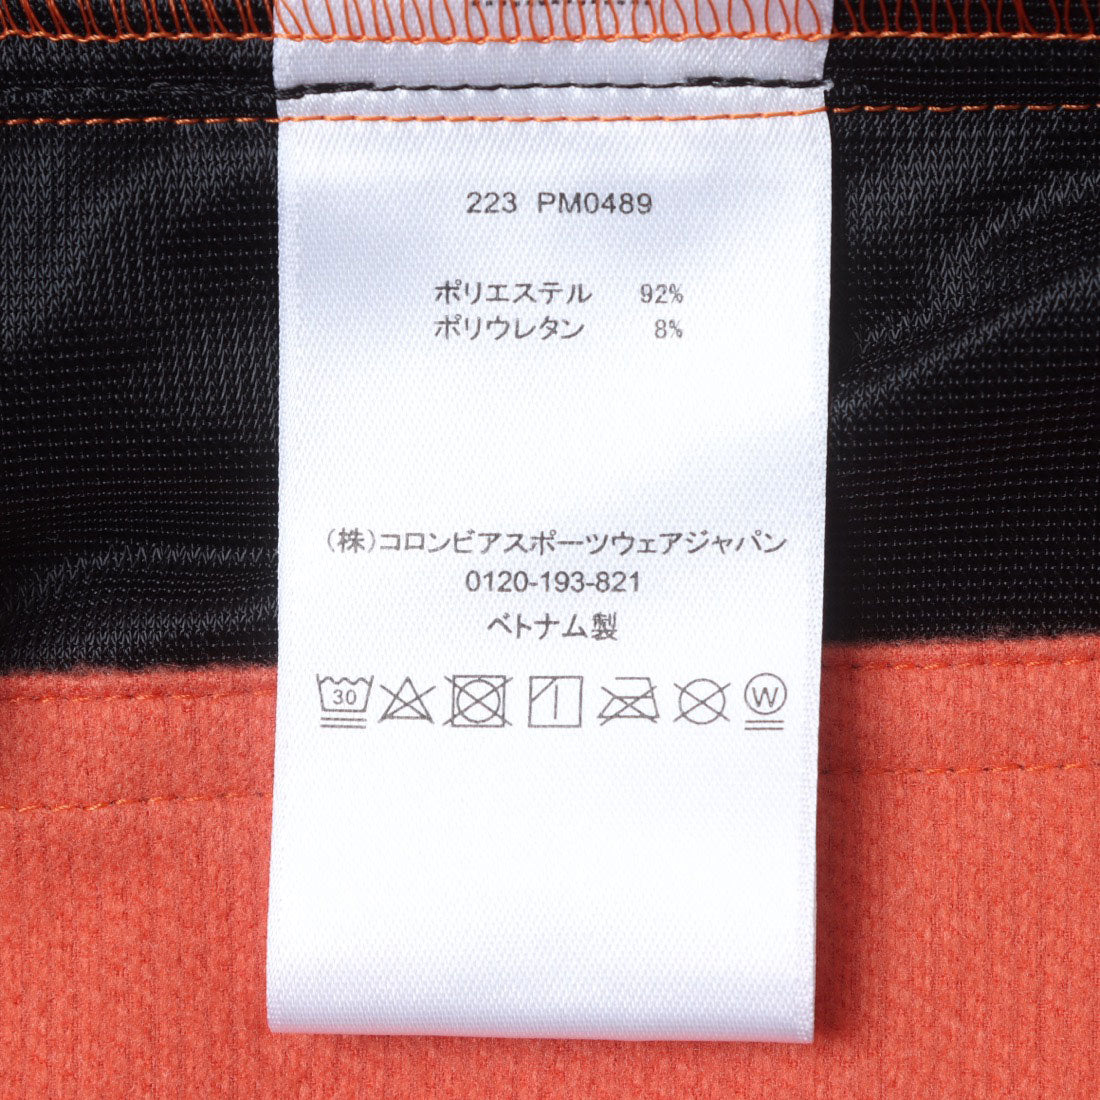 223 PM0489
ポリエステル 92%
ポリウレタン 8%
(株)コロンビアスポーツウェアジャパン
0120-193-821
ベトナム製
30 W